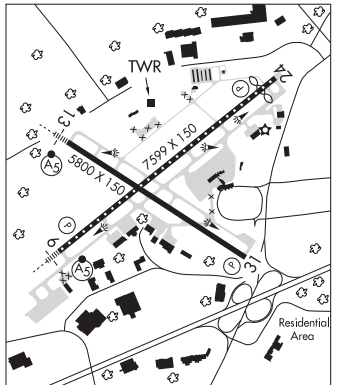 TWR
24
P
13
7599 X 150
5800 X 150
A5
P
6
A5
P
31
Residential
Area